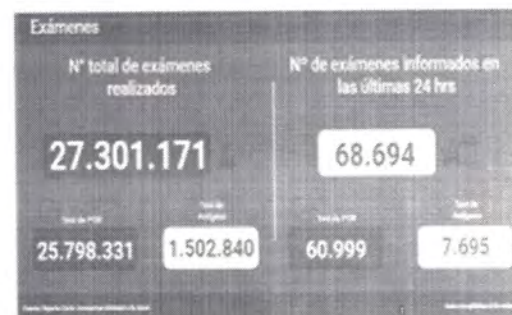 Exámenes
N° total de exámenes
realizados
27.301.171
Test de PCR
25.798.331
Test de
Antígeno
1.502.840
Nº de exámenes informados en
las últimas 24 hrs
68.694
Test de PCR
60.999
Test de
Antígeno
7.695